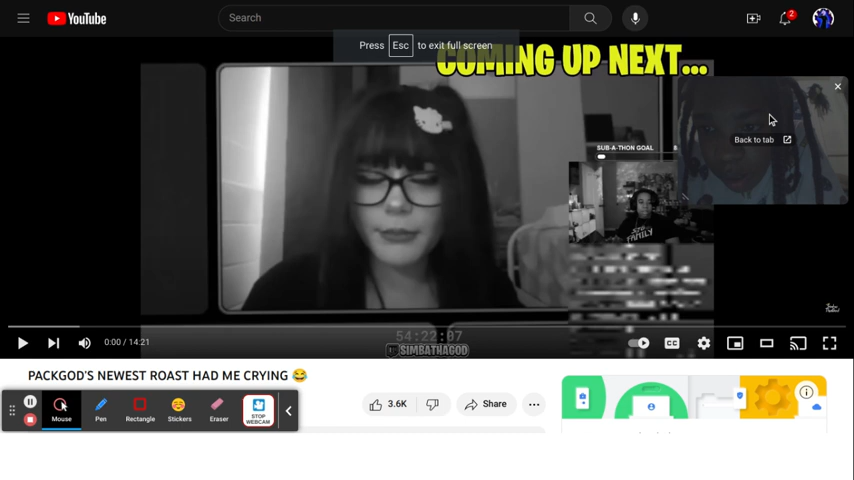 YouTube
Search
2
Press Esc to exit full screen
COMING UP NEXT...
SUB-A-THON GOAL
Back to tab
FAMILY
54:22:07
SIMBATHAGOD
0:00 / 14:21
CC
PACKGOD'S NEWEST ROAST HAD ME CRYING 😂
Mouse
Pen
Rectangle
Stickers
Eraser
STOP
WEBCAM
3.6K
Share